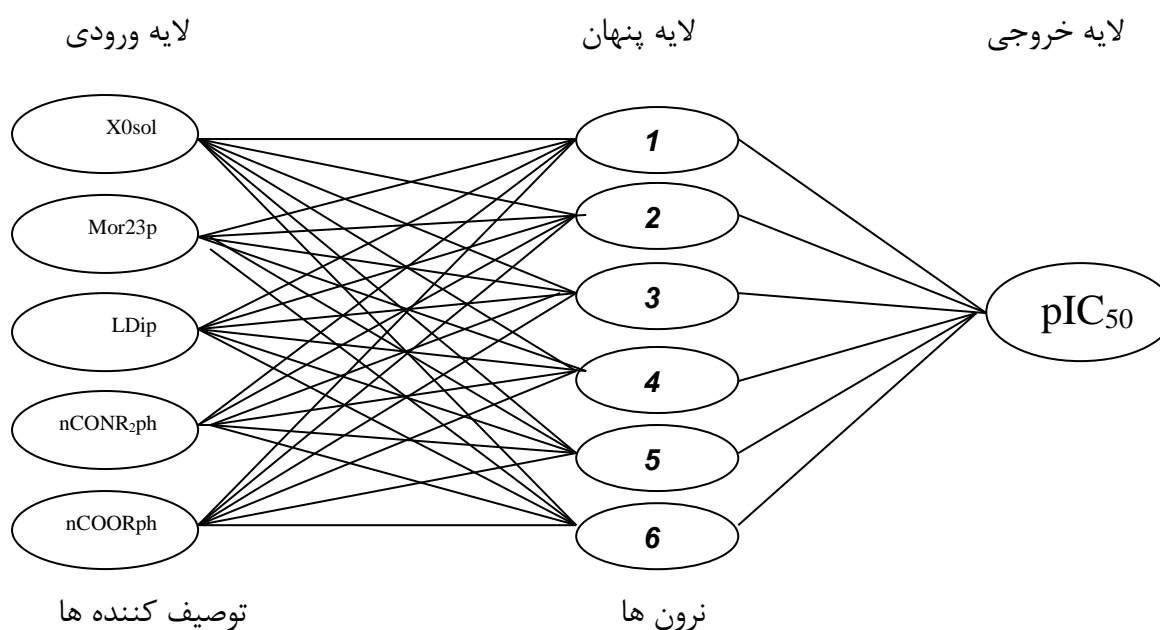 لایه ورودی
لایه پنهان
لایه خروجی
X0sol
Mor23p
LDip
nCONR₂ph
nCOORph
1
2
3
4
5
6
pIC₅₀
توصیف کننده ها
نرون ها